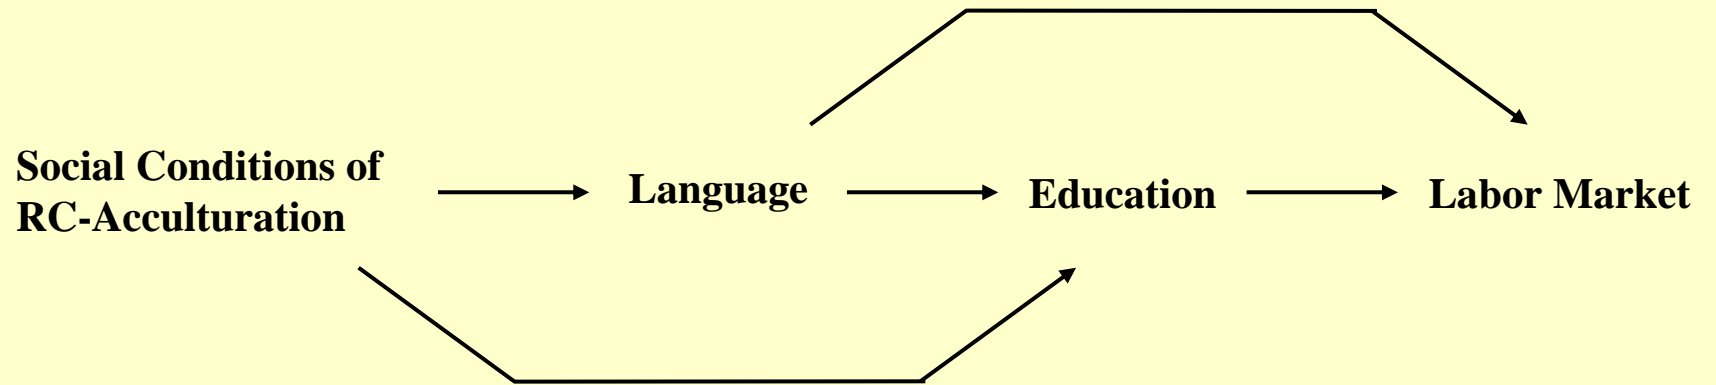 Social Conditions of
RC-Acculturation
Language
Education
Labor Market